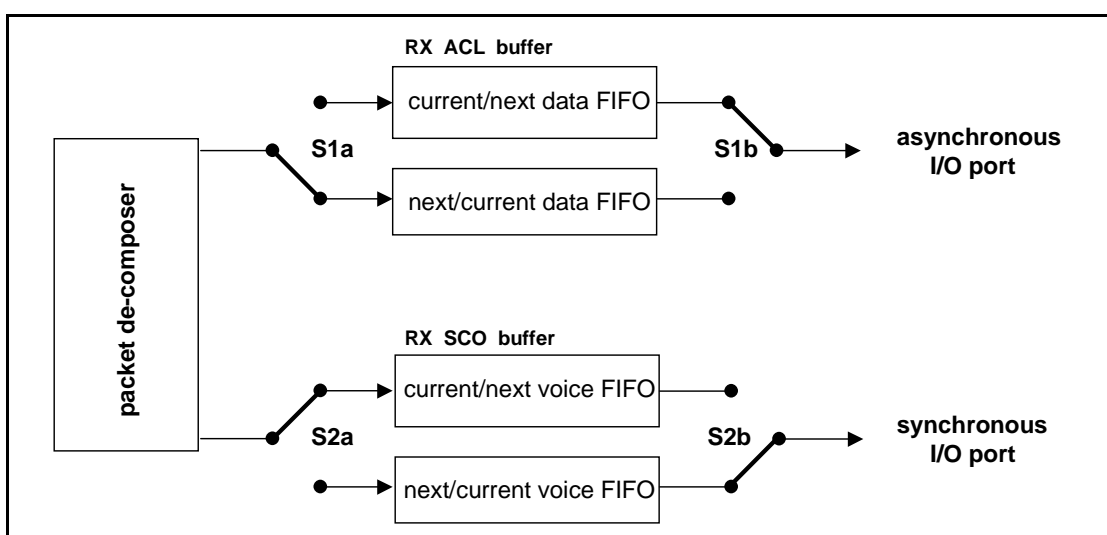 RX ACL buffer
current/next data FIFO
S1a
S1b
asynchronous
I/O port
next/current data FIFO
packet de-composer
RX SCO buffer
current/next voice FIFO
S2a
S2b
synchronous
I/O port
next/current voice FIFO